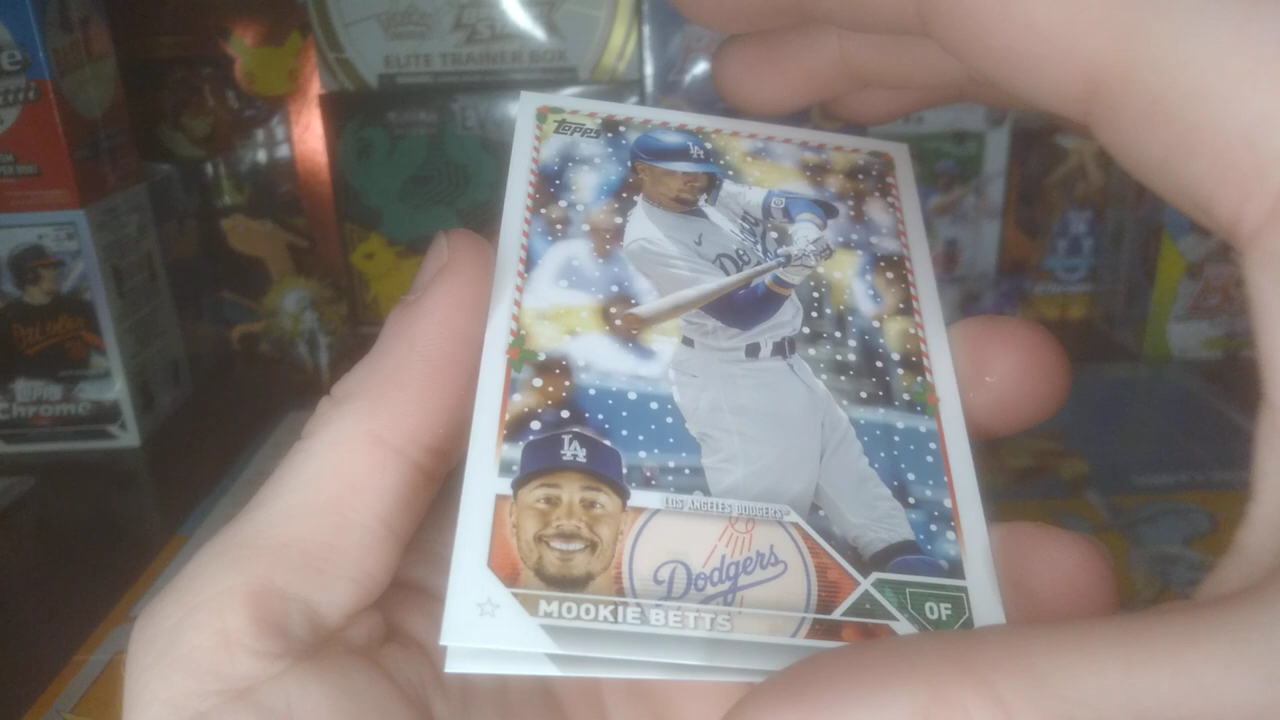 ELITE TRAINER BOX
Topps
LA
Dodgers
LA
LOS ANGELES DODGERS
Dodgers
MOOKIE BETTS
OF
Topps
Chrome